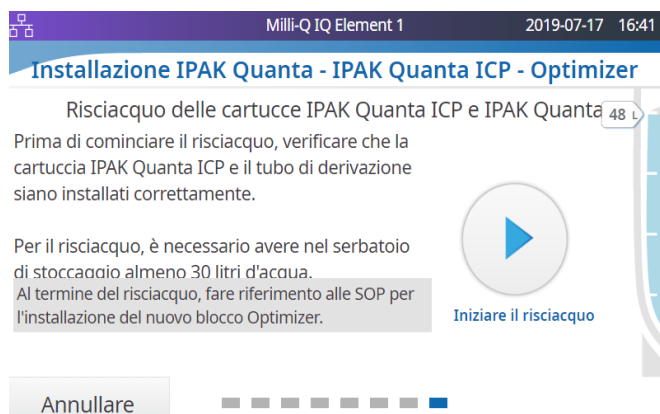 Milli-Q IQ Element 1 2019-07-17 16:41
Installazione IPAK Quanta - IPAK Quanta ICP - Optimizer
Risciacquo delle cartucce IPAK Quanta ICP e IPAK Quanta
48 L
Prima di cominciare il risciacquo, verificare che la
cartuccia IPAK Quanta ICP e il tubo di derivazione
siano installati correttamente.
Per il risciacquo, è necessario avere nel serbatoio
di stoccaggio almeno 30 litri d'acqua.
Al termine del risciacquo, fare riferimento alle SOP per
l'installazione del nuovo blocco Optimizer.
Iniziare il risciacquo
Annullare